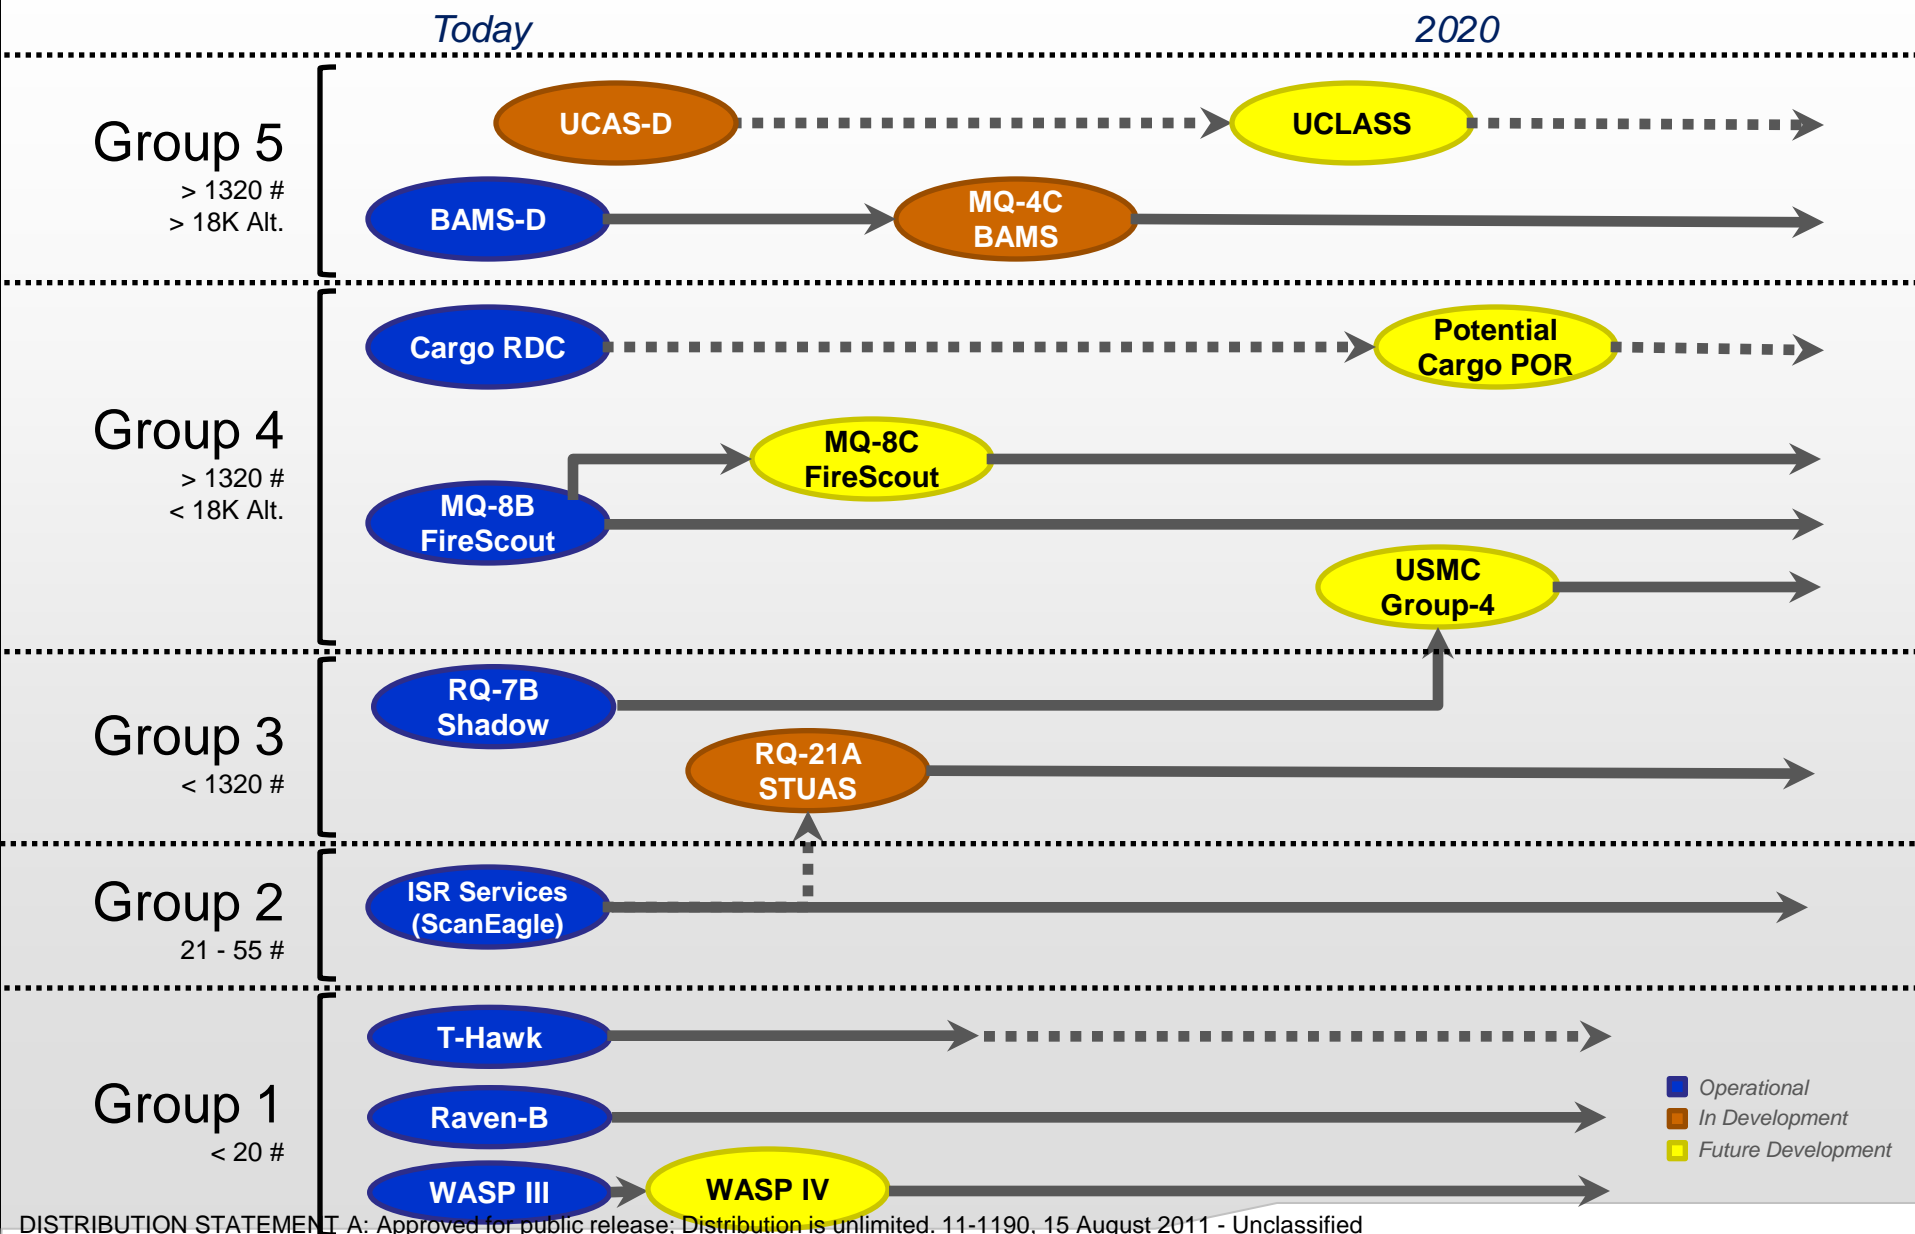 Today
2020
Group 5
> 1320 #
> 18K Alt.
UCAS-D
UCLASS
BAMS-D
MQ-4C
BAMS
Group 4
> 1320 #
< 18K Alt.
Cargo RDC
Potential
Cargo POR
MQ-8C
FireScout
MQ-8B
FireScout
USMC
Group-4
Group 3
< 1320 #
RQ-7B
Shadow
RQ-21A
STUAS
Group 2
21 - 55 #
ISR Services
(ScanEagle)
Group 1
< 20 #
T-Hawk
Raven-B
WASP III
WASP IV
Operational
In Development
Future Development
DISTRIBUTION STATEMENT A: Approved for public release; Distribution is unlimited. 11-1190, 15 August 2011 - Unclassified